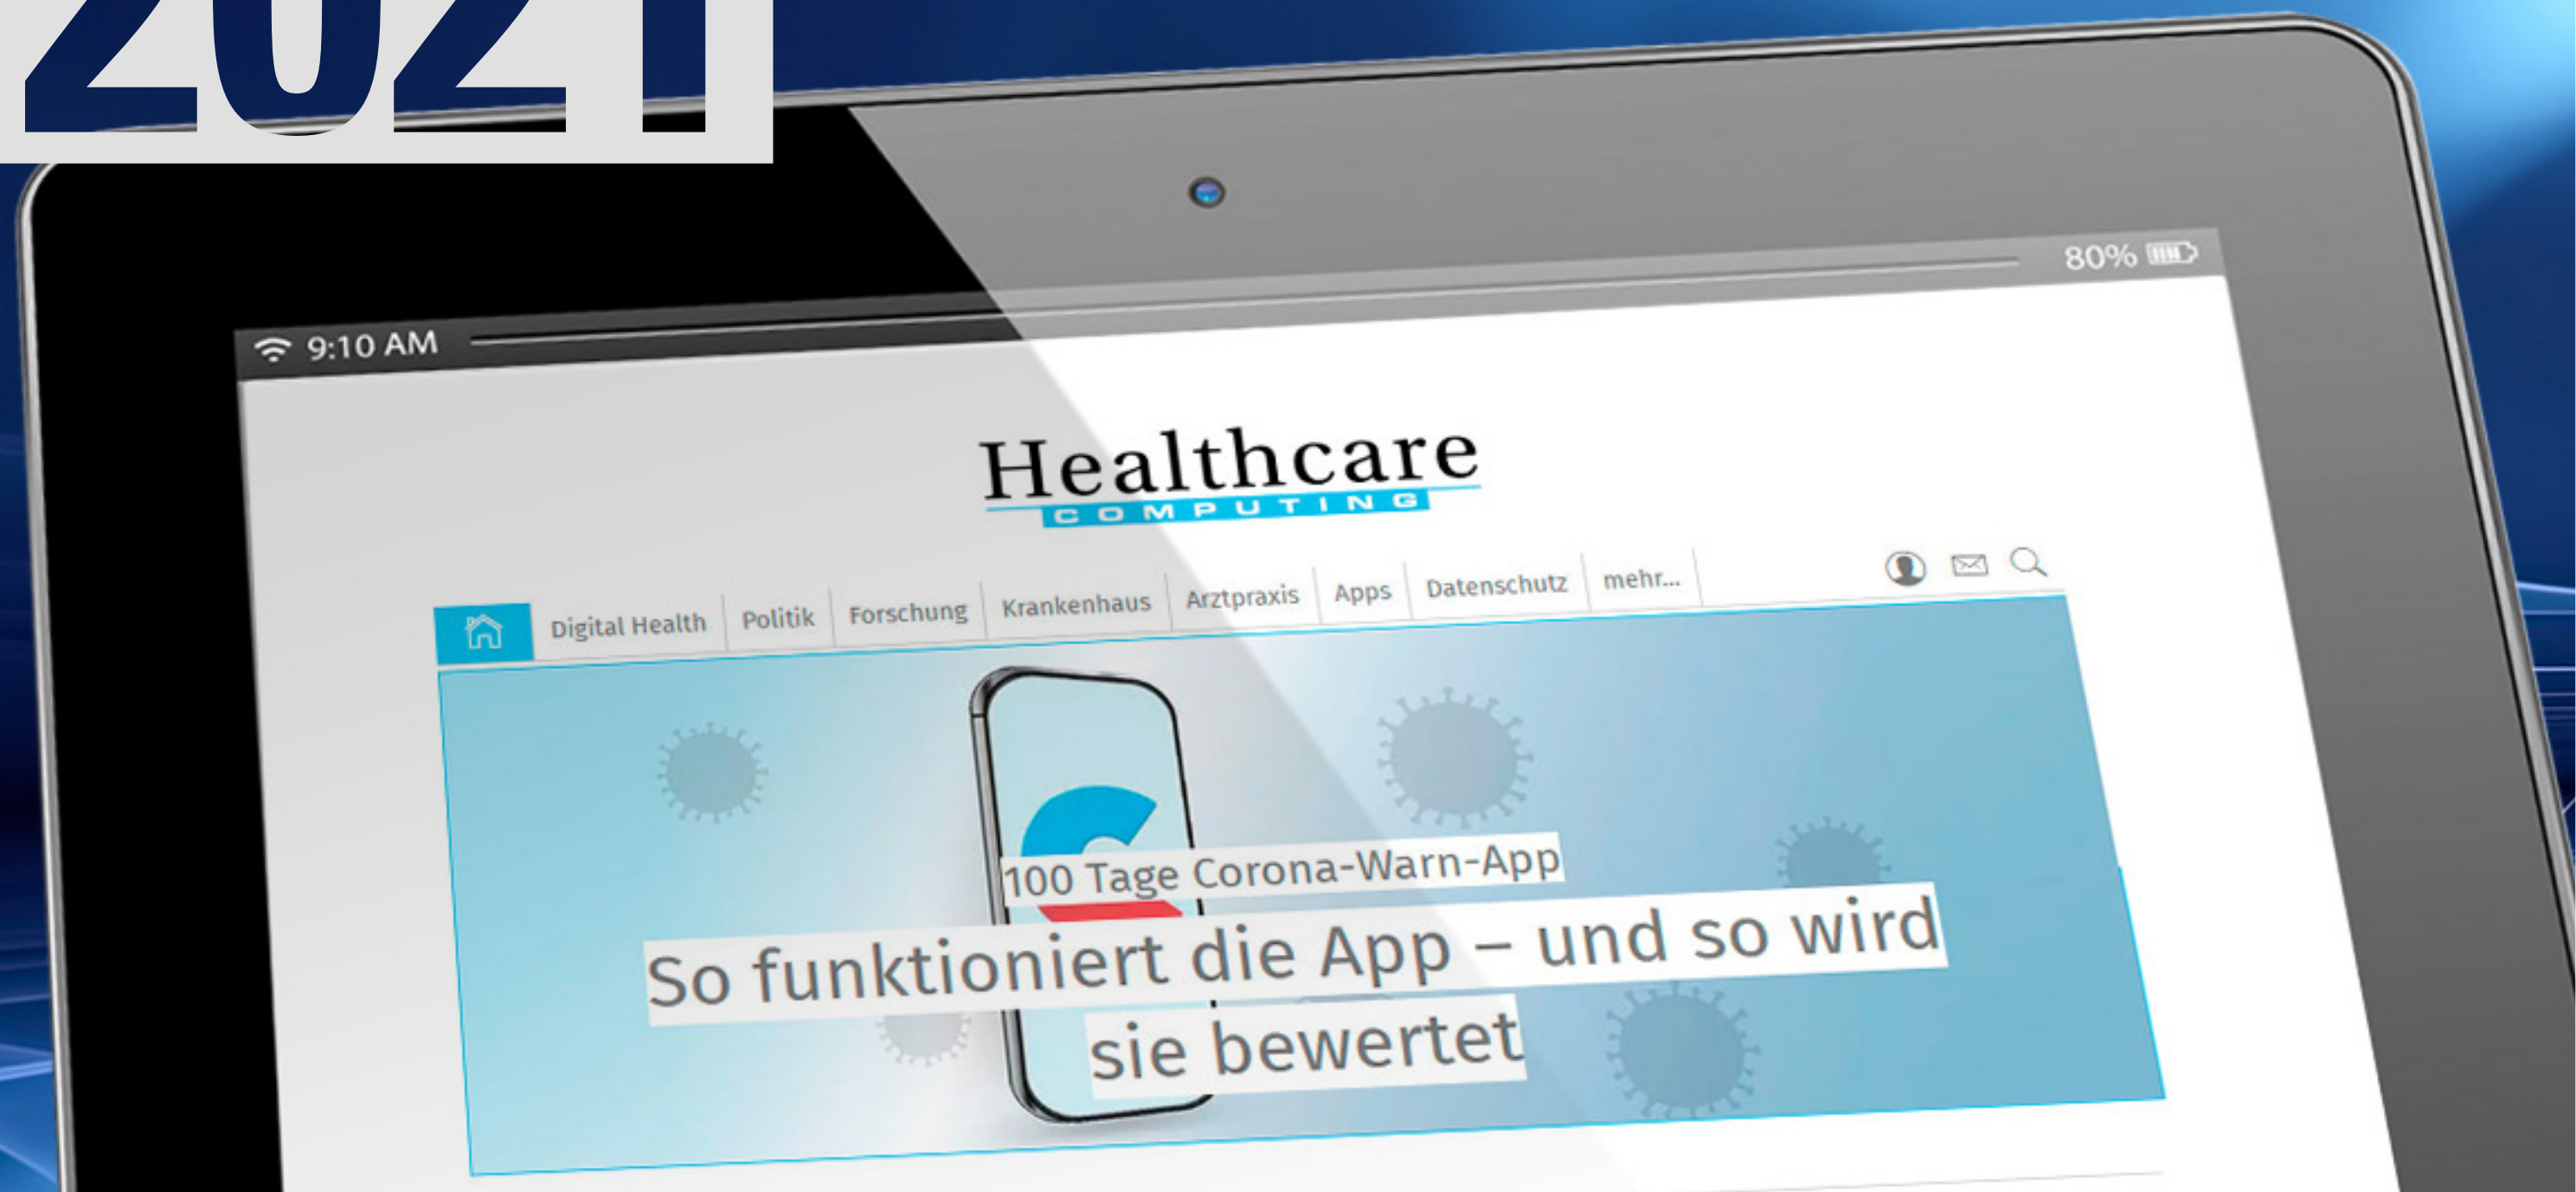 2021
9:10 AM
80%
Healthcare
COMPUTING
Digital Health Politik Forschung Krankenhaus Arztpraxis Apps Datenschutz mehr...
100 Tage Corona-Warn-App
So funktioniert die App – und so wird
sie bewertet